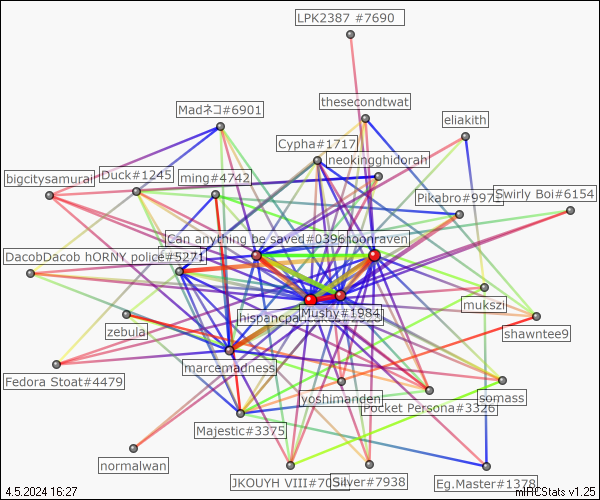 LPK2387 #7690
thesecondtwat
Madネコ#6901
eliakith
Cypha#1717
neokingghidorah
bigcitysamurai
Duck#1245
ming#4742
Pikabro#9975
Swirly Boi#6154
Can anything be saved#0396
hoonraven
DacobDacob hORNY police#5271
hispancpa
Mushy#1984
mukszi
zebula
shawntee9
marcemadness
Fedora Stoat#4479
yoshimanden
somass
Pocket Persona#3326
Majestic#3375
normalwan
JKOUYH VIII#70
Silver#7938
Eg.Master#1378
4.5.2024 16:27
mIRCStats v1.25